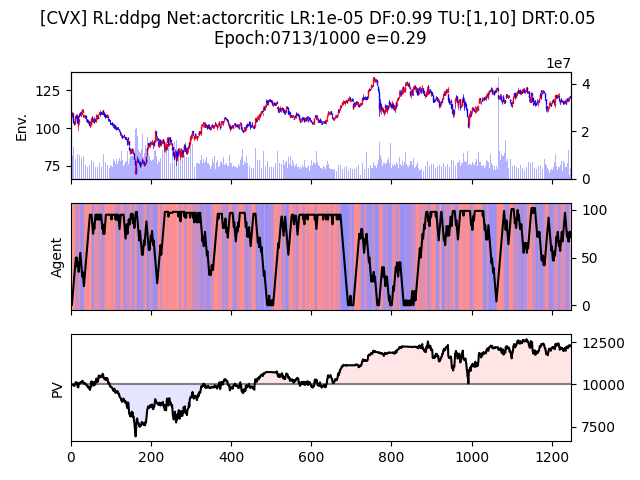 [CVX] RL:ddpg Net:actorcritic LR:1e-05 DF:0.99 TU:[1,10] DRT:0.05
Epoch:0713/1000 e=0.29
1e7
125
100
75
Env.
4
2
0
Agent
100
50
0
PV
12500
10000
7500
0 200 400 600 800 1000 1200